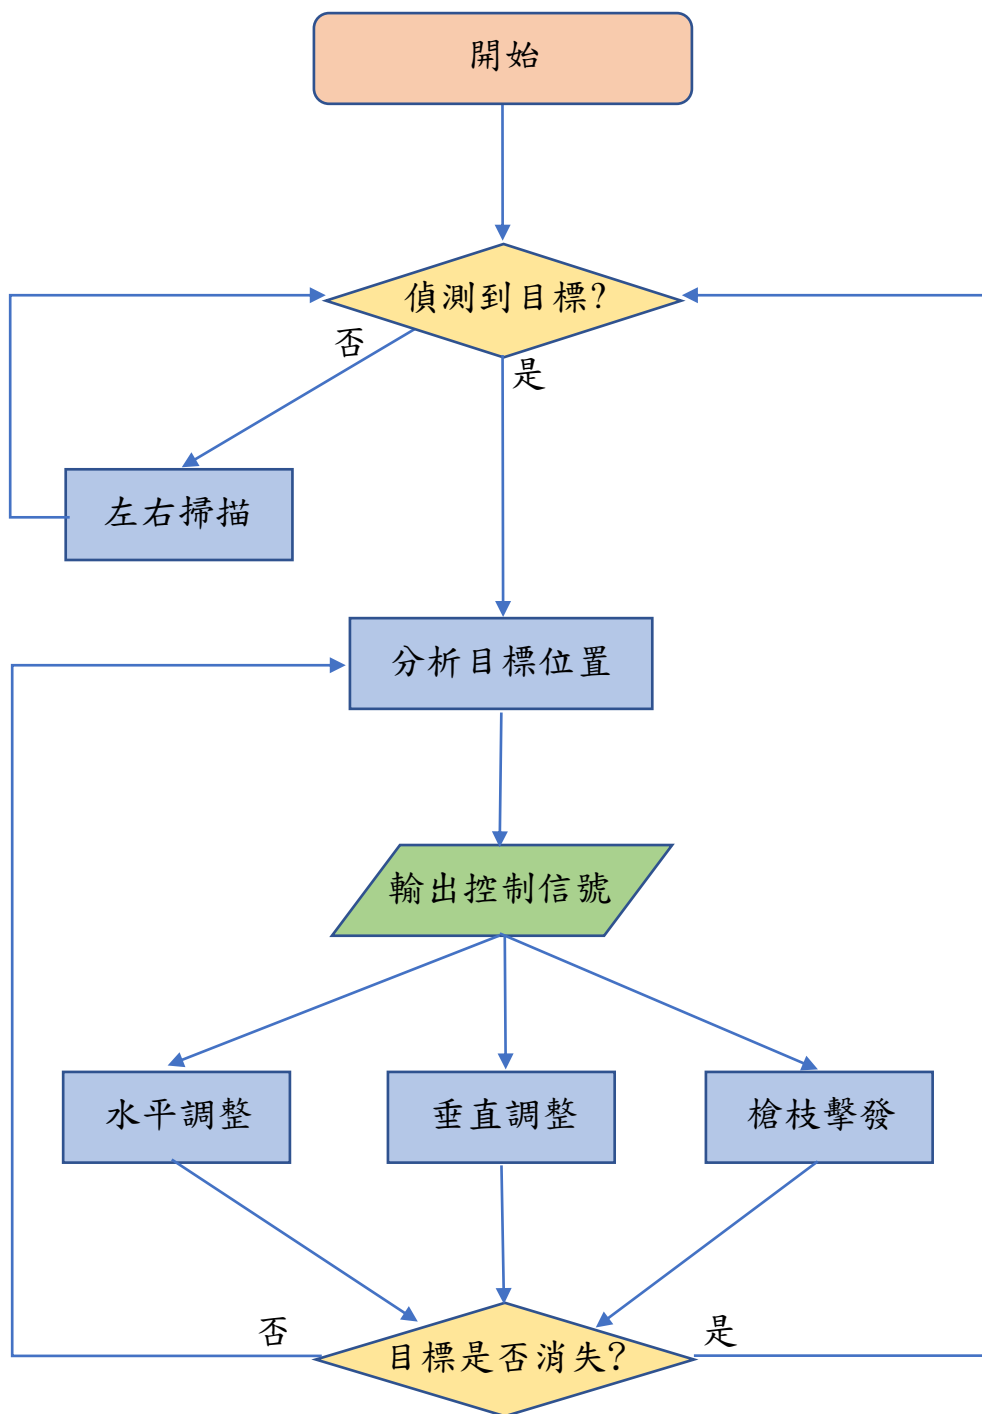 開始
偵測到目標?
否
是
左右掃描
分析目標位置
輸出控制信號
水平調整
垂直調整
槍枝擊發
否
是
目標是否消失?